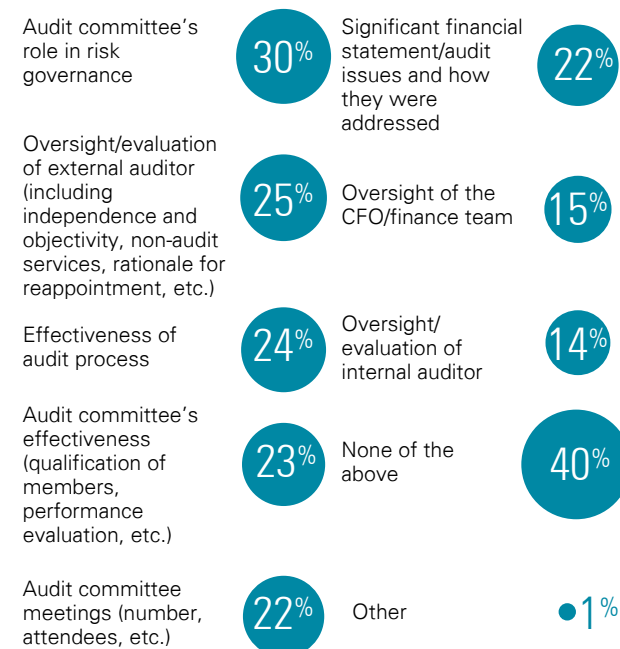 Audit committee's
role in risk
governance
30%
Oversight/evaluation
of external auditor
(including
independence and
objectivity, non-audit
services, rationale for
reappointment, etc.)
25%
Effectiveness of
audit process
24%
Audit committee's
effectiveness
(qualification of
members,
performance
evaluation, etc.)
23%
Audit committee
meetings (number,
attendees, etc.)
22%
Significant financial
statement/audit
issues and how
they were
addressed
22%
Oversight of the
CFO/finance team
15%
Oversight/
evaluation of
internal auditor
14%
None of the
above
40%
Other
1%